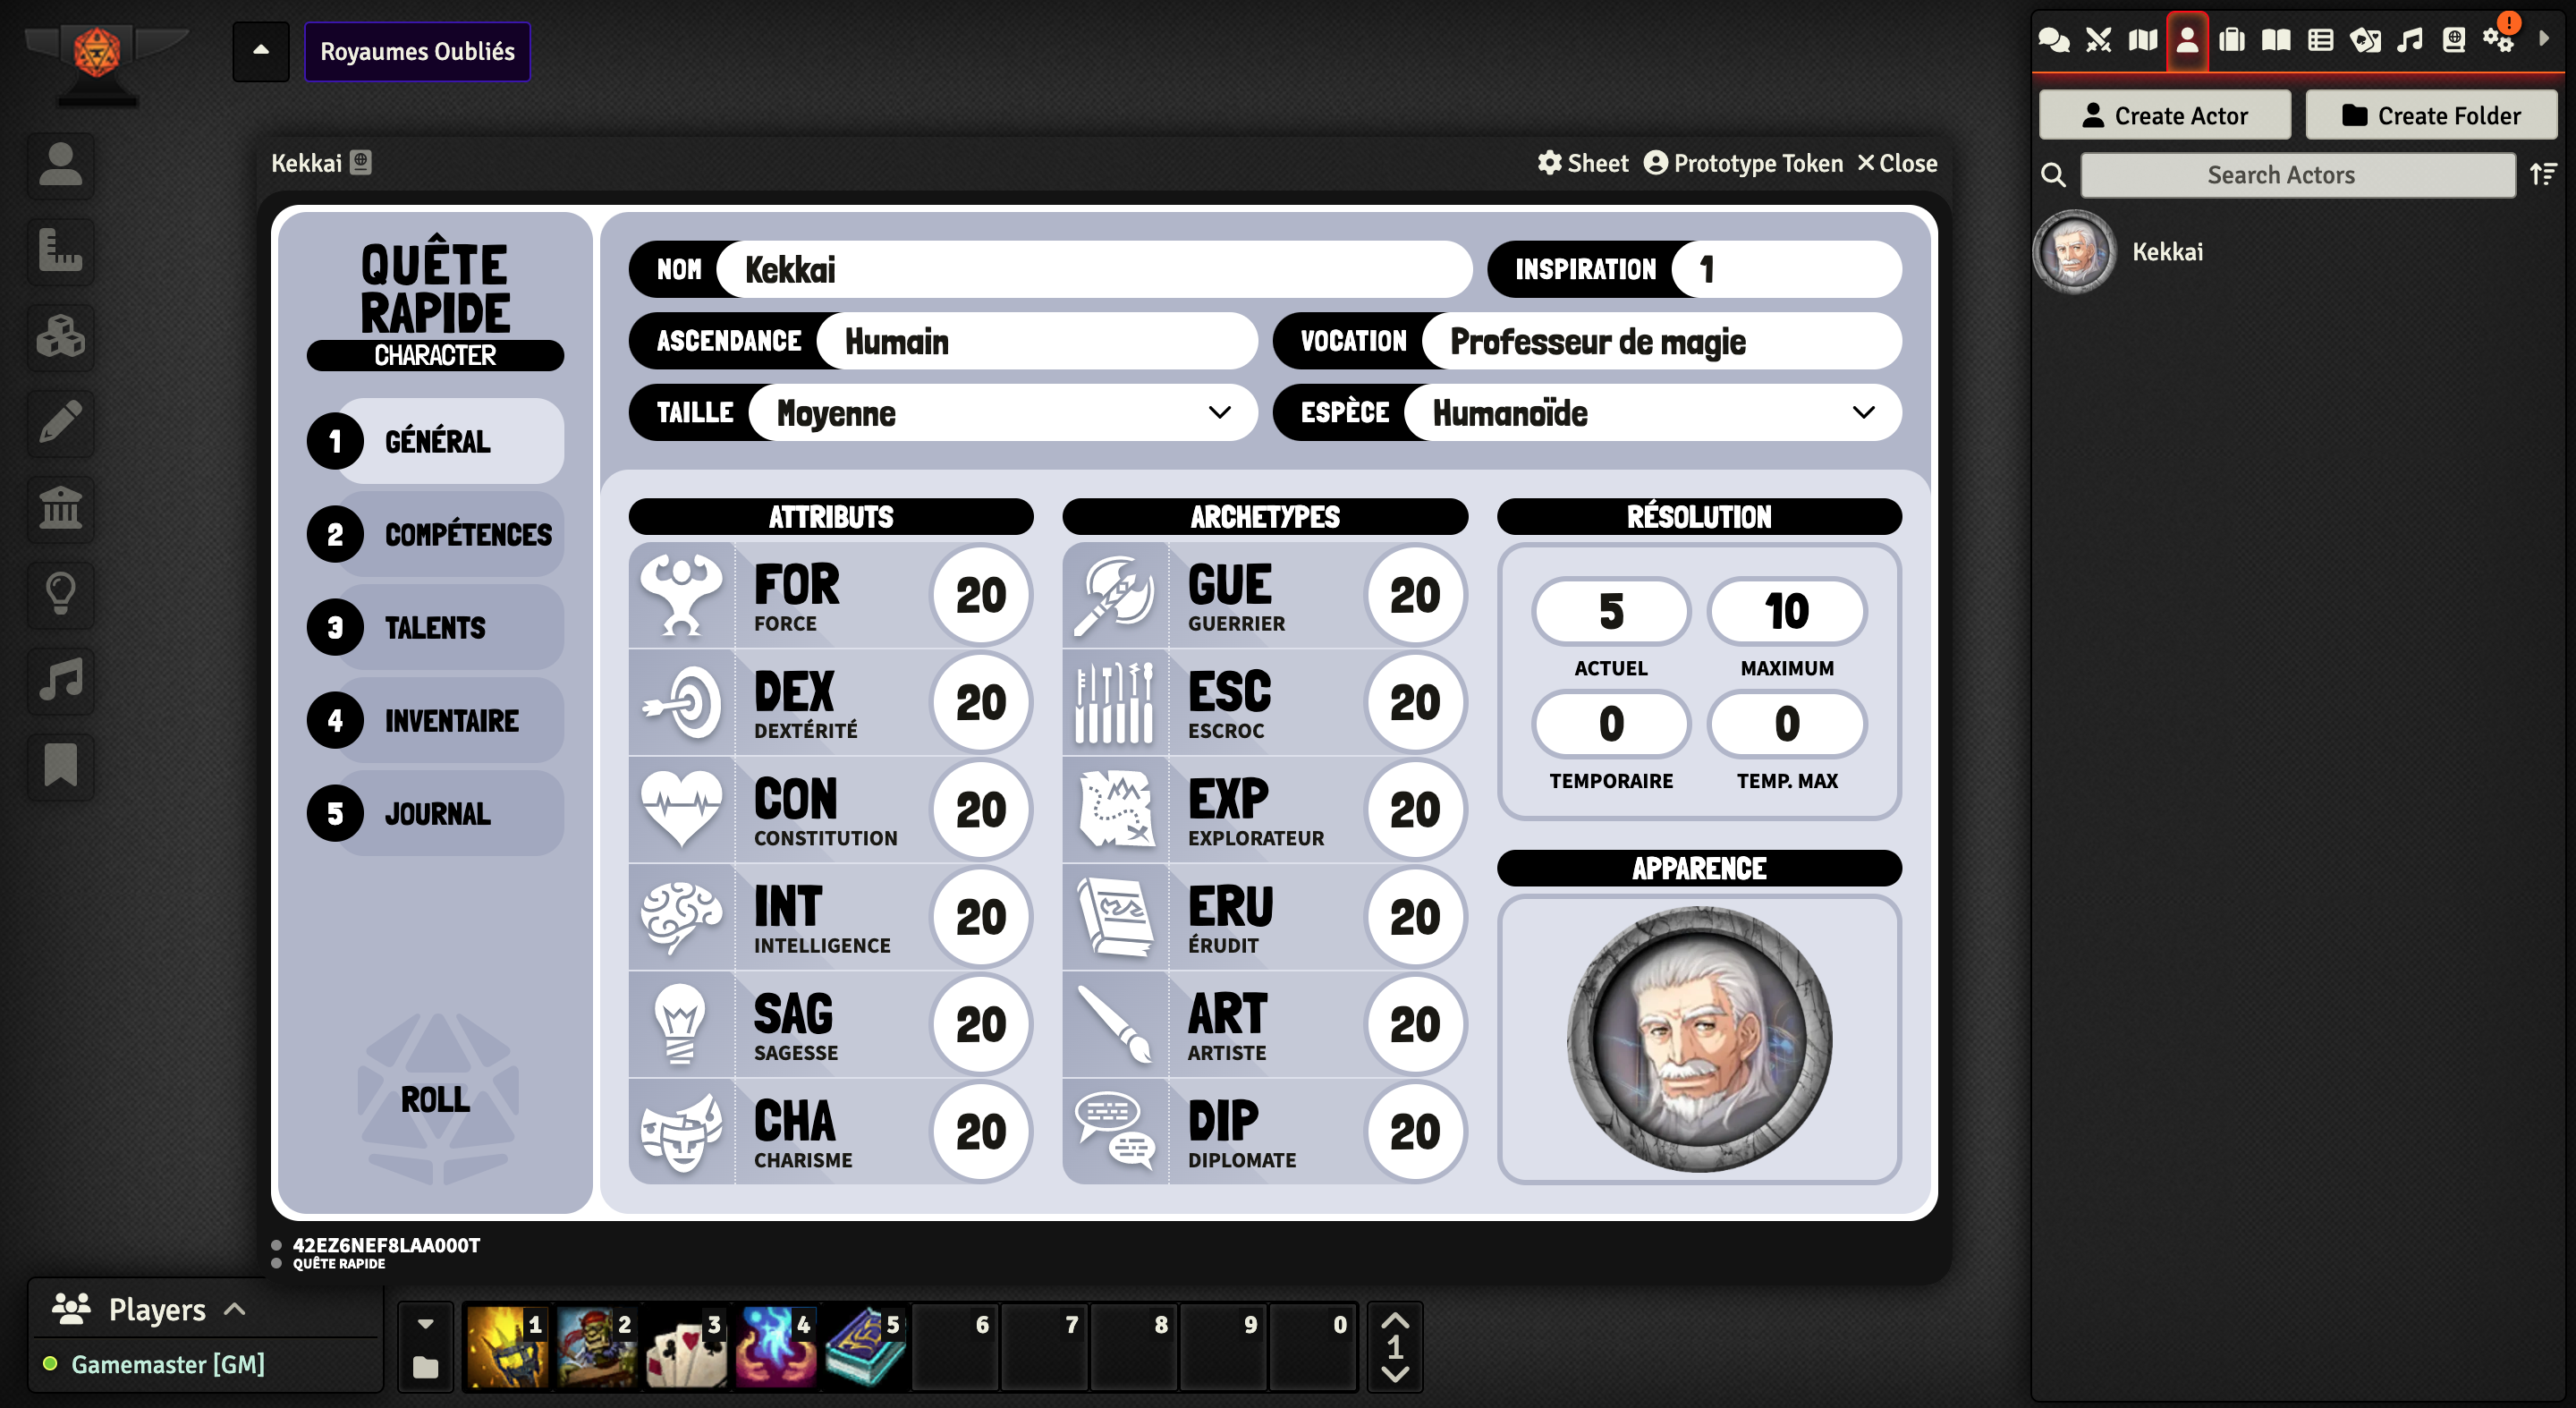 Royaumes Oubliés
Kekkai
Sheet
Prototype Token
Close
QUÊTE
RAPIDE
CHARACTER
1 GÉNÉRAL
2 COMPÉTENCES
3 TALENTS
4 INVENTAIRE
5 JOURNAL
ROLL
NOM Kekkai
INSPIRATION 1
ASCENDANCE Humain
VOCATION Professeur de magie
TAILLE Moyenne
ESPÈCE Humanoïde
ATTRIBUTS
FOR 20
FORCE
DEX 20
DEXTÉRITÉ
CON 20
CONSTITUTION
INT 20
INTELLIGENCE
SAG 20
SAGESSE
CHA 20
CHARISME
ARCHETYPES
GUE 20
GUERRIER
ESC 20
ESCROC
EXP 20
EXPLORATEUR
ERU 20
ÉRUDIT
ART 20
ARTISTE
DIP 20
DIPLOMATE
RÉSOLUTION
5 10
ACTUEL MAXIMUM
0 0
TEMPORAIRE TEMP. MAX
APPARENCE
42EZ6NEF8LAA000T
QUÊTE RAPIDE
Players
Gamemaster [GM]
1 2 3 4 5 6 7 8 9 0
1
!
Create Actor
Create Folder
Search Actors
Kekkai